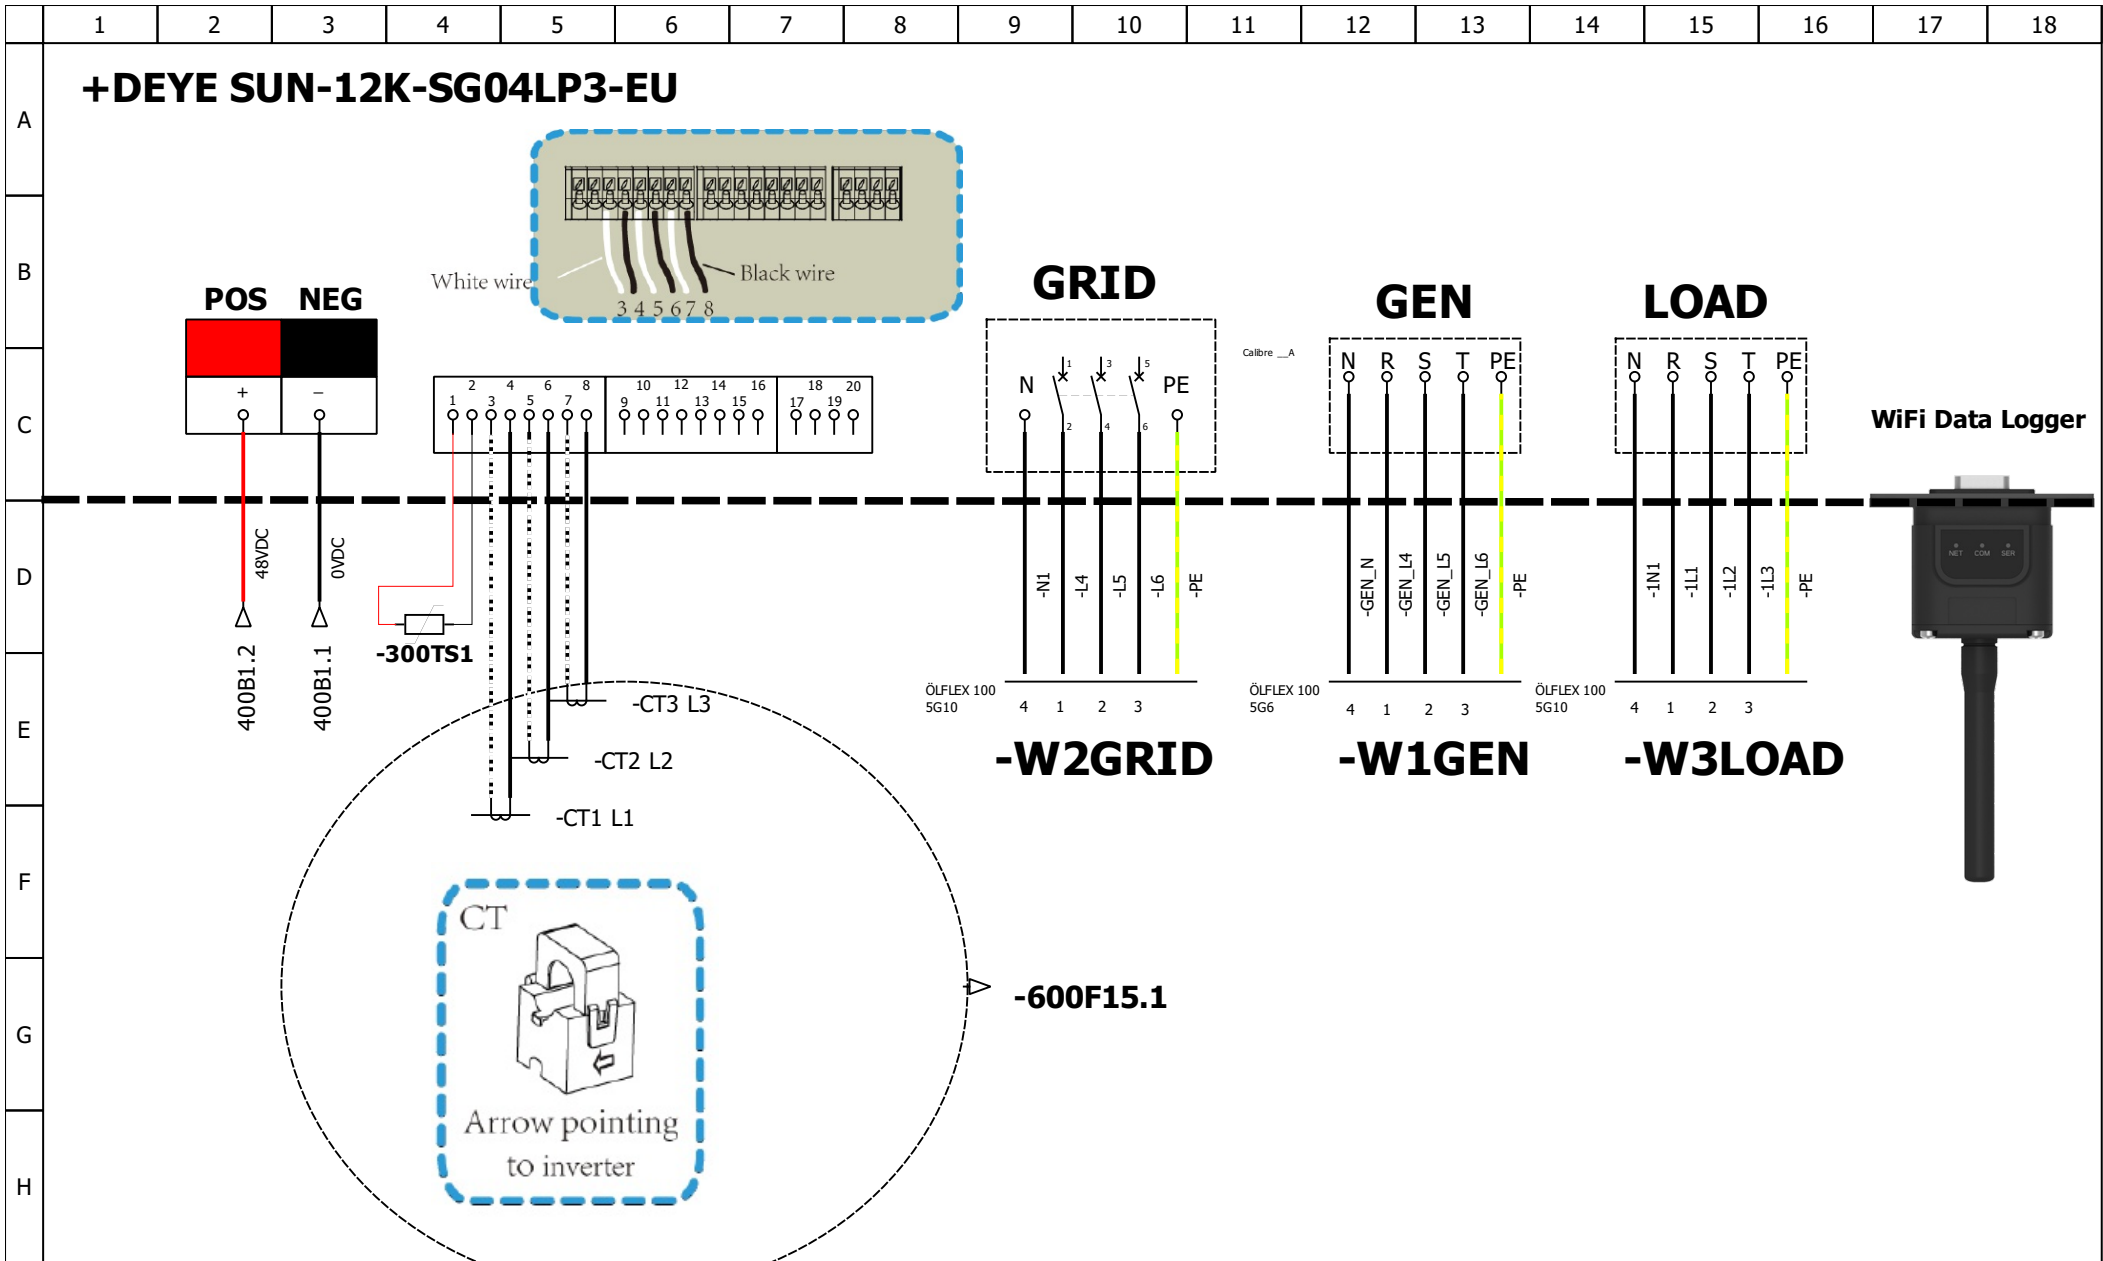 1 2 3 4 5 6 7 8 9 10 11 12 13 14 15 16 17 18
A
B
C
D
E
F
G
H
+DEYE SUN-12K-SG04LP3-EU
White wire
Black wire
3 4 5 6 7 8
POS NEG
+ −
48VDC
0VDC
400B1.2
400B1.1
2 4 6 8 10 12 14 16 18 20
1 3 5 7 9 11 13 15 17 19
-300TS1
-CT3 L3
-CT2 L2
-CT1 L1
CT
Arrow pointing
to inverter
-600F15.1
GRID
Calibre __A
1 3 5
N PE
2 4 6
-N1
-L4
-L5
-L6
-PE
ÖLFLEX 100
5G10
4 1 2 3
-W2GRID
GEN
N R S T PE
-GEN_N
-GEN_L4
-GEN_L5
-GEN_L6
-PE
ÖLFLEX 100
5G6
4 1 2 3
-W1GEN
LOAD
N R S T PE
-1N1
-1L1
-1L2
-1L3
-PE
ÖLFLEX 100
5G10
4 1 2 3
-W3LOAD
WiFi Data Logger
NET COM SER